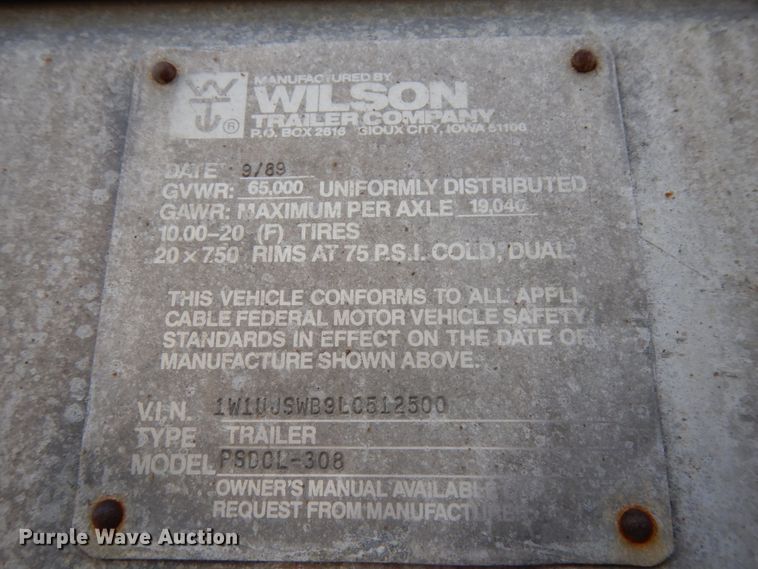 MANUFACTURED BY
WILSON
TRAILER COMPANY
P.O. BOX 2616 SIOUX CITY, IOWA 51106
DATE 9/89
GVWR: 65,000 UNIFORMLY DISTRIBUTED
GAWR: MAXIMUM PER AXLE 19,040
10.00-20 (F) TIRES
20 x 7.50 RIMS AT 75 P.S.I. COLD, DUAL
THIS VEHICLE CONFORMS TO ALL APPLI-
CABLE FEDERAL MOTOR VEHICLE SAFETY
STANDARDS IN EFFECT ON THE DATE OF
MANUFACTURE SHOWN ABOVE.
V.I.N. 1W1UJSWB9LC512500
TYPE TRAILER
MODEL PSDCL-308
OWNER'S MANUAL AVAILABL
REQUEST FROM MANUFACTU
Purple Wave Auction